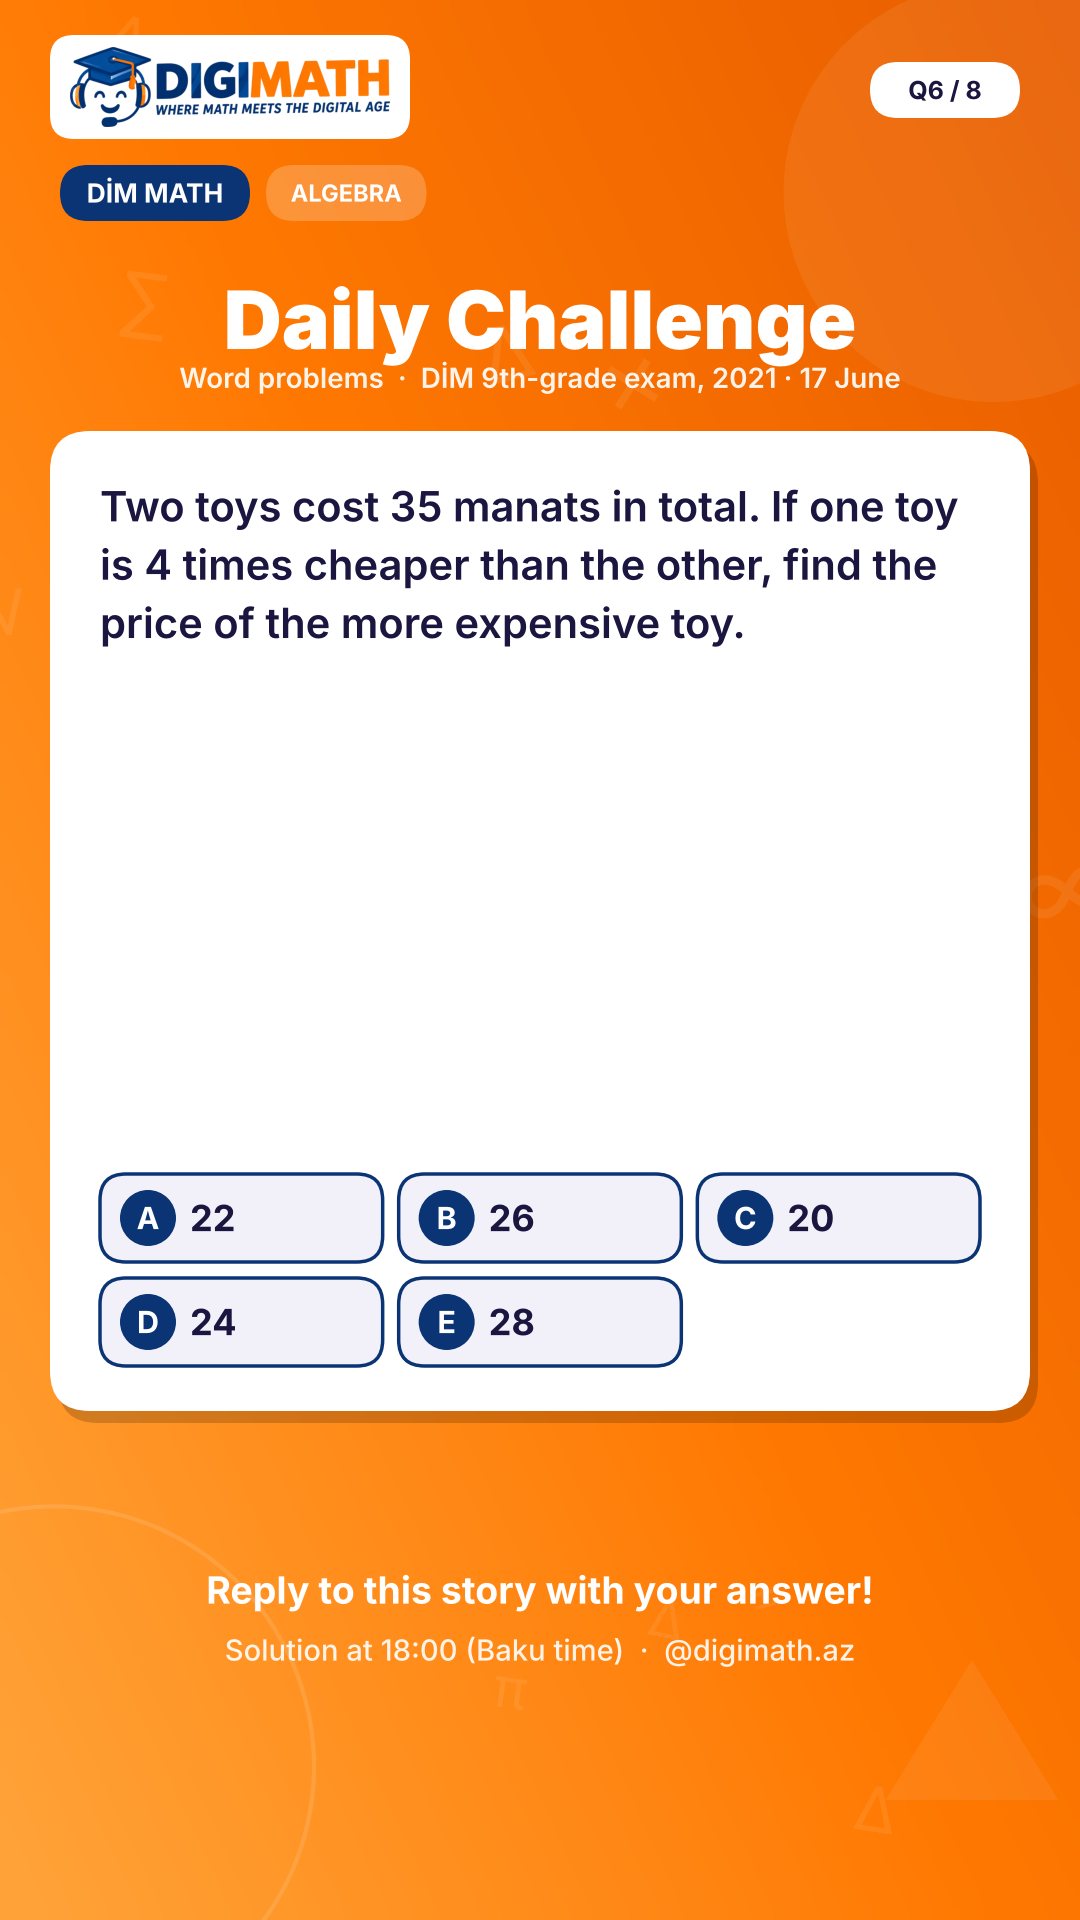 DIGIMATH
WHERE MATH MEETS THE DIGITAL AGE
Q6 / 8
DİM MATH
ALGEBRA
Daily Challenge
Word problems · DİM 9th-grade exam, 2021 · 17 June
Two toys cost 35 manats in total. If one toy
is 4 times cheaper than the other, find the
price of the more expensive toy.
A 22
B 26
C 20
D 24
E 28
Reply to this story with your answer!
Solution at 18:00 (Baku time) · @digimath.az